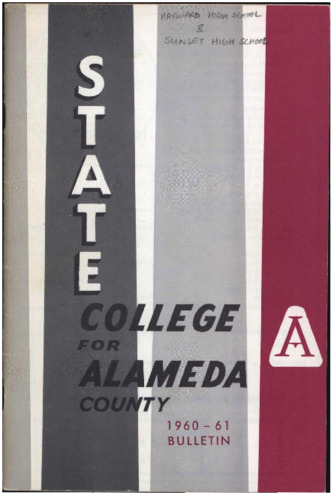 HAYWARD HIGH SCHOOL
&
SUNSET HIGH SCHOOL
STATE
COLLEGE
FOR
ALAMEDA
COUNTY
A
1960-61
BULLETIN